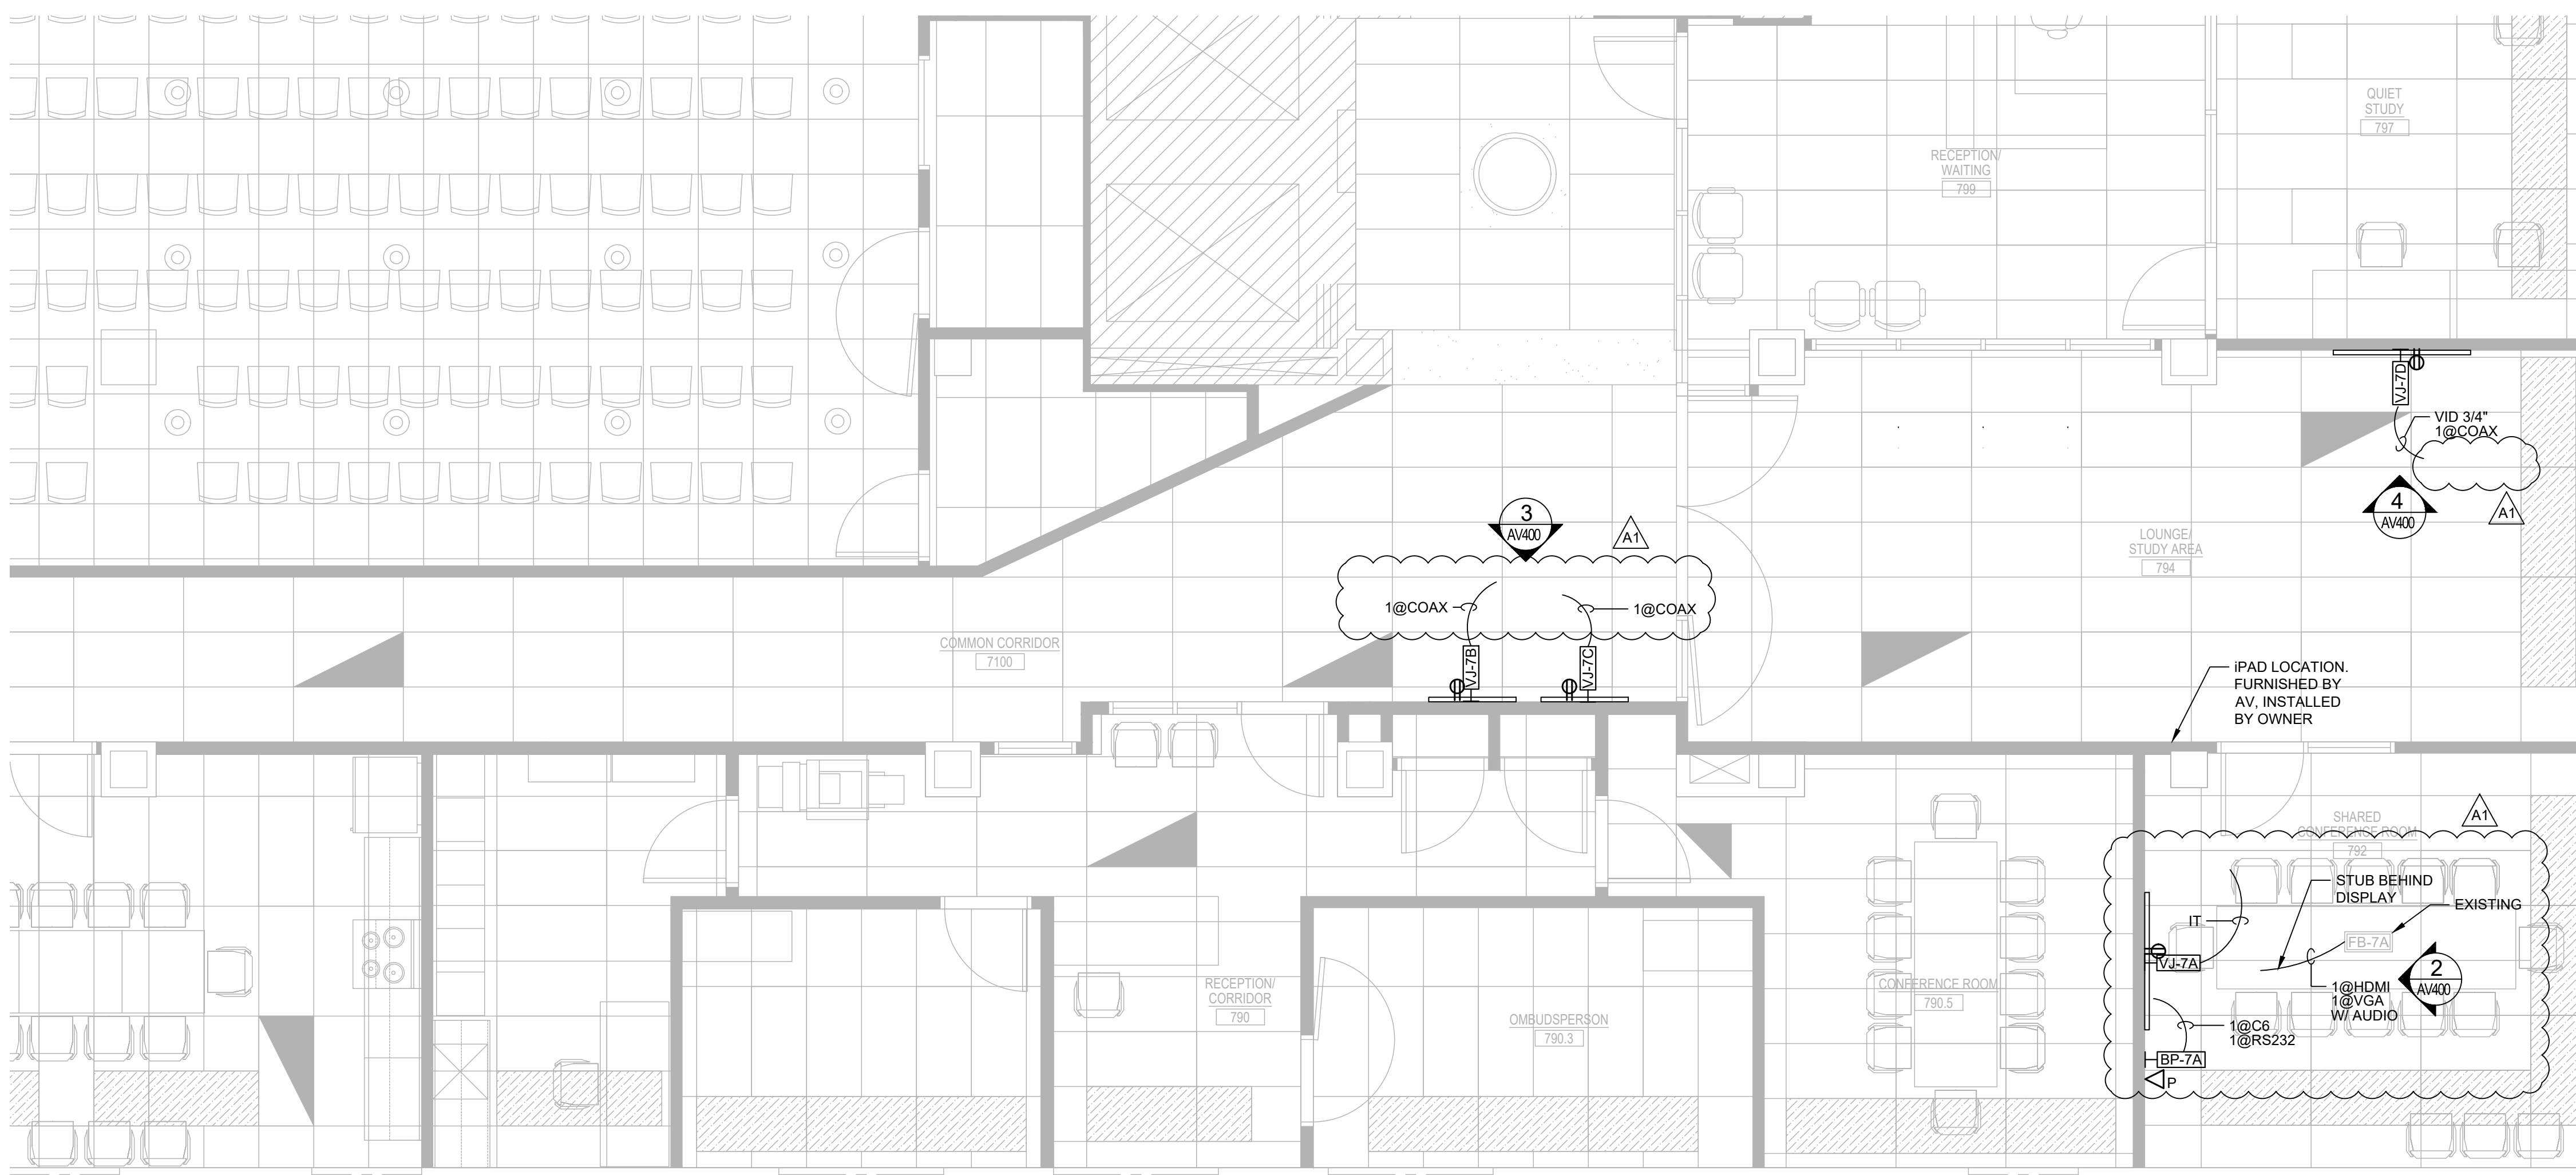 QUIET
STUDY
797
RECEPTION/
WAITING
799
VJ-7D
VID 3/4"
1@COAX
4
AV400
A1
3
AV400
A1
LOUNGE/
STUDY AREA
794
1@COAX
1@COAX
COMMON CORRIDOR
7100
VJ-7B
VJ-7C
iPAD LOCATION.
FURNISHED BY
AV, INSTALLED
BY OWNER
A1
SHARED
CONFERENCE ROOM
792
STUB BEHIND
DISPLAY
EXISTING
IT
FB-7A
VJ-7A
2
AV400
1@HDMI
1@VGA
W/ AUDIO
1@C6
1@RS232
BP-7A
P
RECEPTION/
CORRIDOR
790
OMBUDSPERSON
790.3
CONFERENCE ROOM
790.5